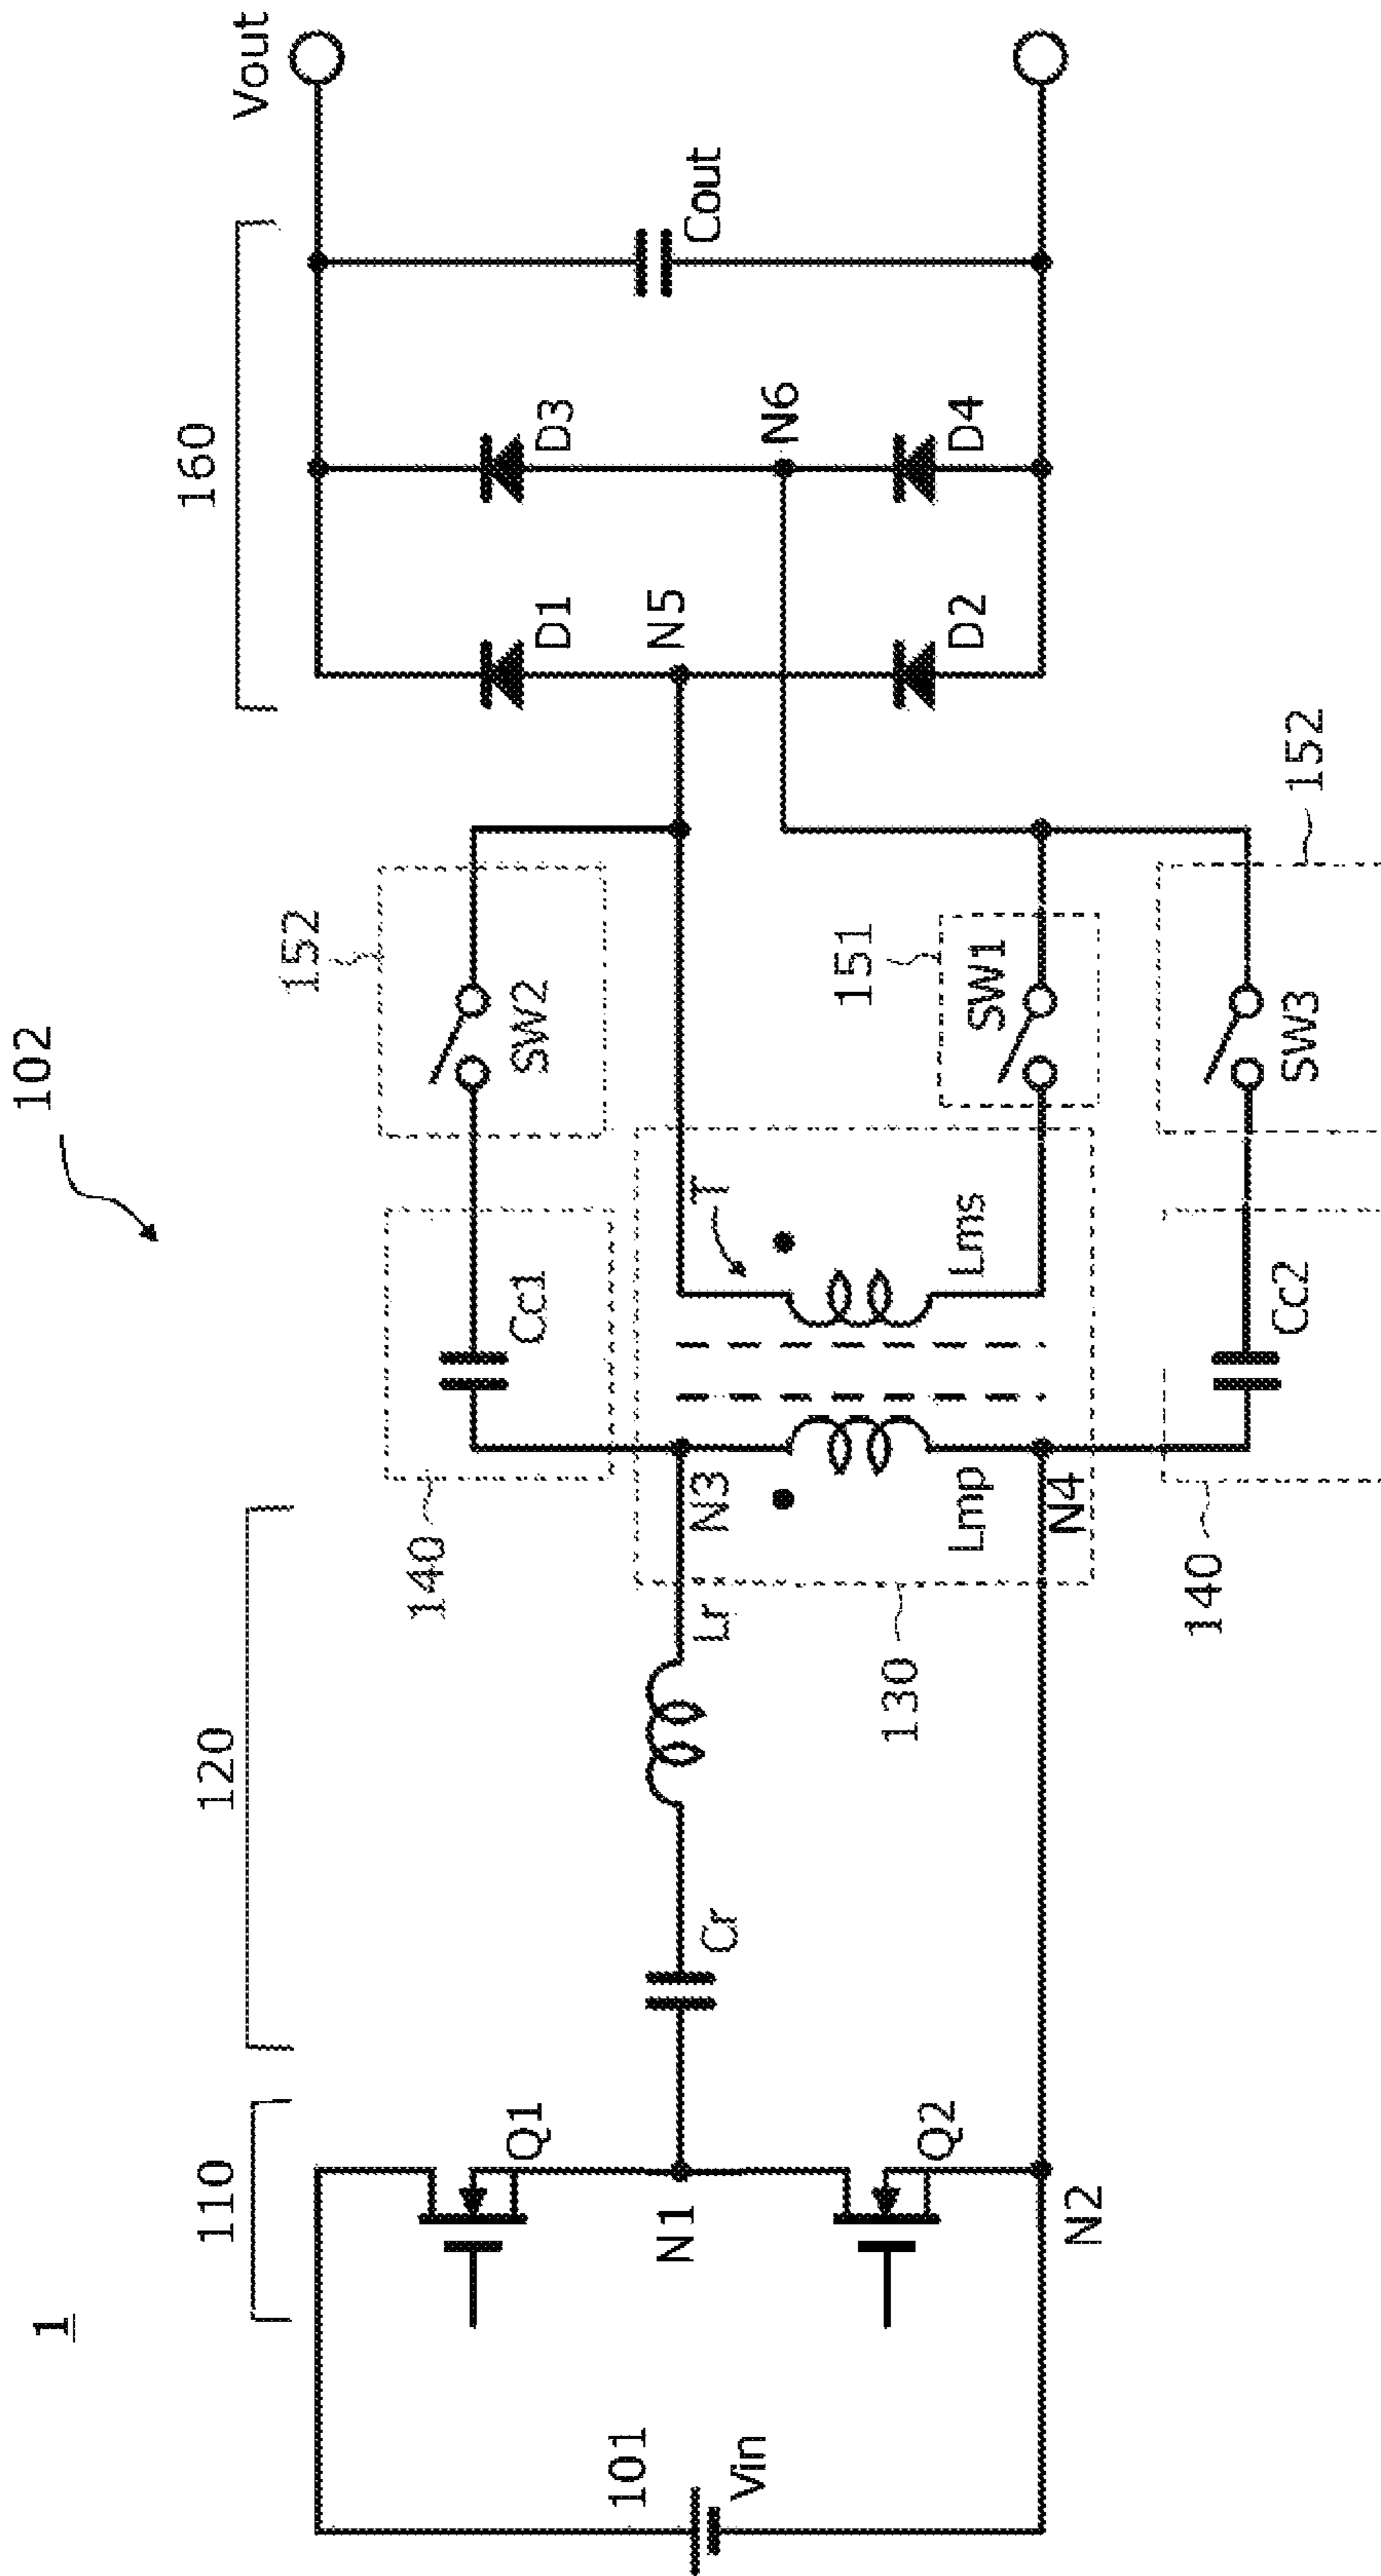 1
102
110
120
160
Vout
101
Vin
Q1
N1
Q2
N2
Cr
Lr
N3
140
Cc1
152
SW2
130
Lmp
N4
T
Lms
151
SW1
140
Cc2
152
SW3
D1
N5
D2
D3
N6
D4
Cout